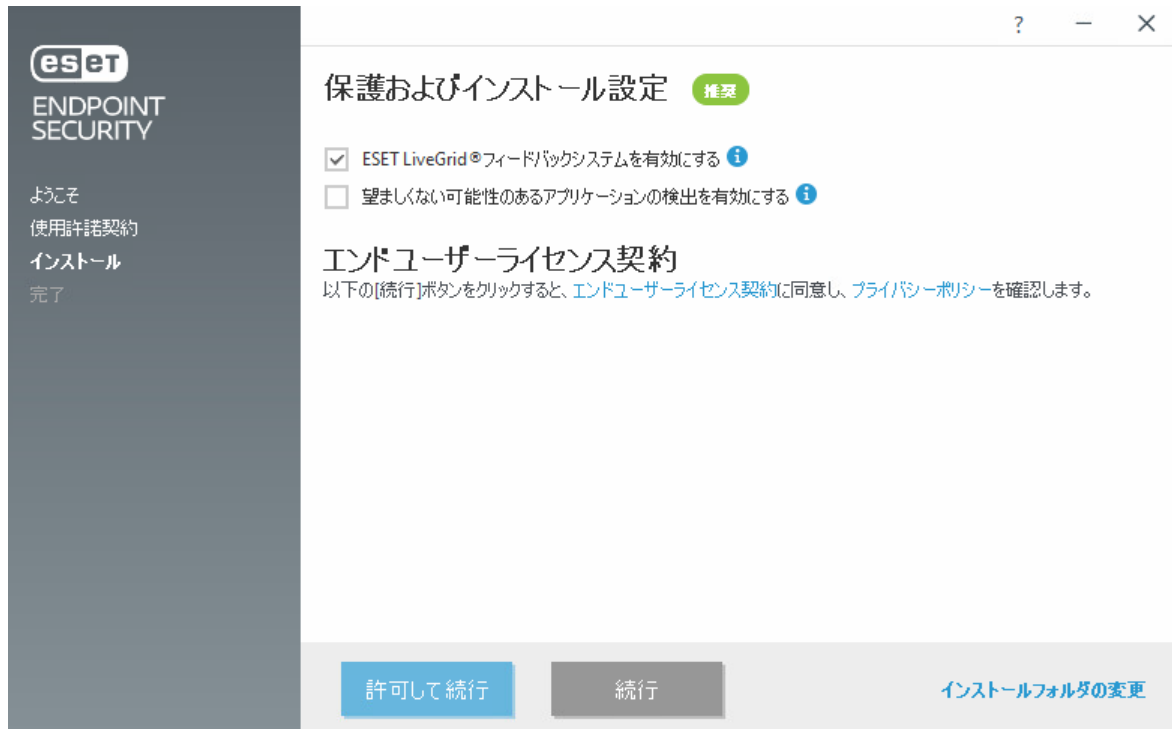 ?
eset
ENDPOINT
SECURITY
ようこそ
使用許諾契約
インストール
完了
保護およびインストール設定 推奨
ESET LiveGrid®フィードバックシステムを有効にする
望ましくない可能性のあるアプリケーションの検出を有効にする
エンドユーザーライセンス契約
以下の[続行]ボタンをクリックすると、エンドユーザーライセンス契約に同意し、プライバシーポリシーを確認します。
許可して続行
続行
インストールフォルダの変更